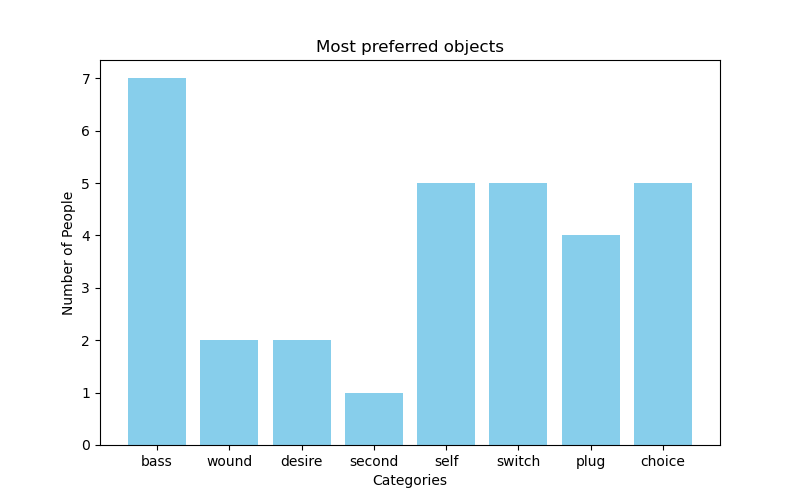 Most preferred objects
Number of People
7
6
5
4
3
2
1
0
bass wound desire second self switch plug choice
Categories